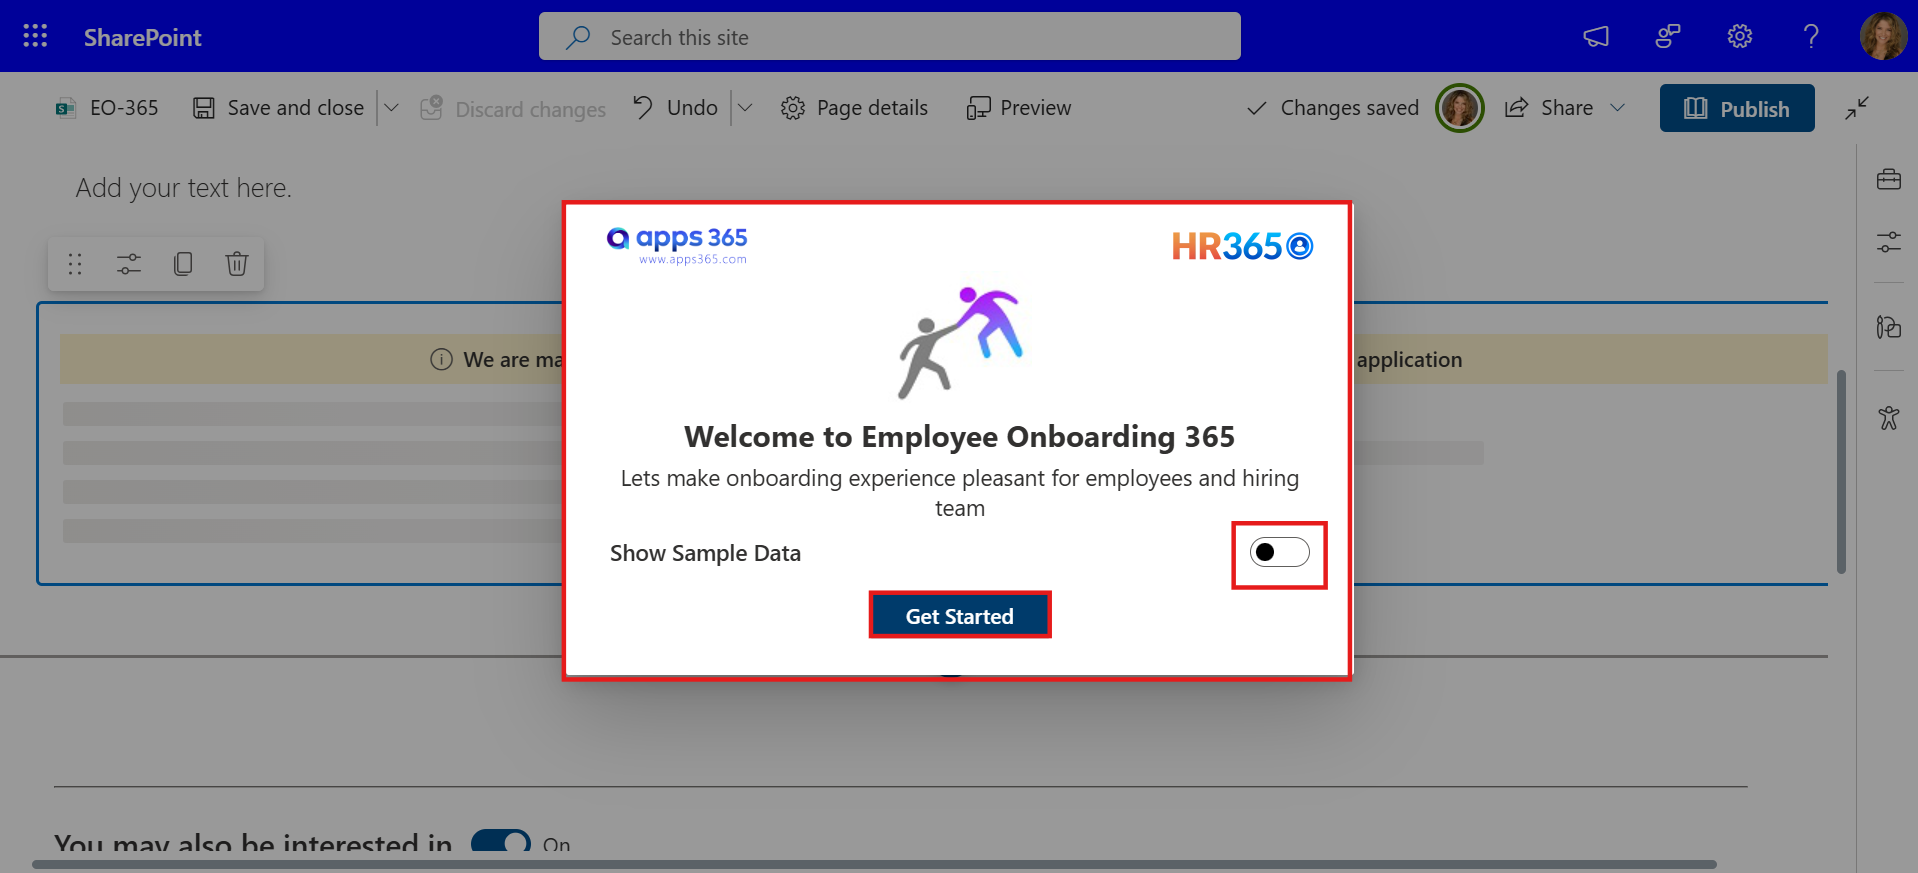 SharePoint
Search this site
EO-365
Save and close
Discard changes
Undo
Page details
Preview
Changes saved
Share
Publish
Add your text here.
apps 365
www.apps365.com
HR365
We are ma
application
Welcome to Employee Onboarding 365
Lets make onboarding experience pleasant for employees and hiring
team
Show Sample Data
Get Started
You may also be interested in
On